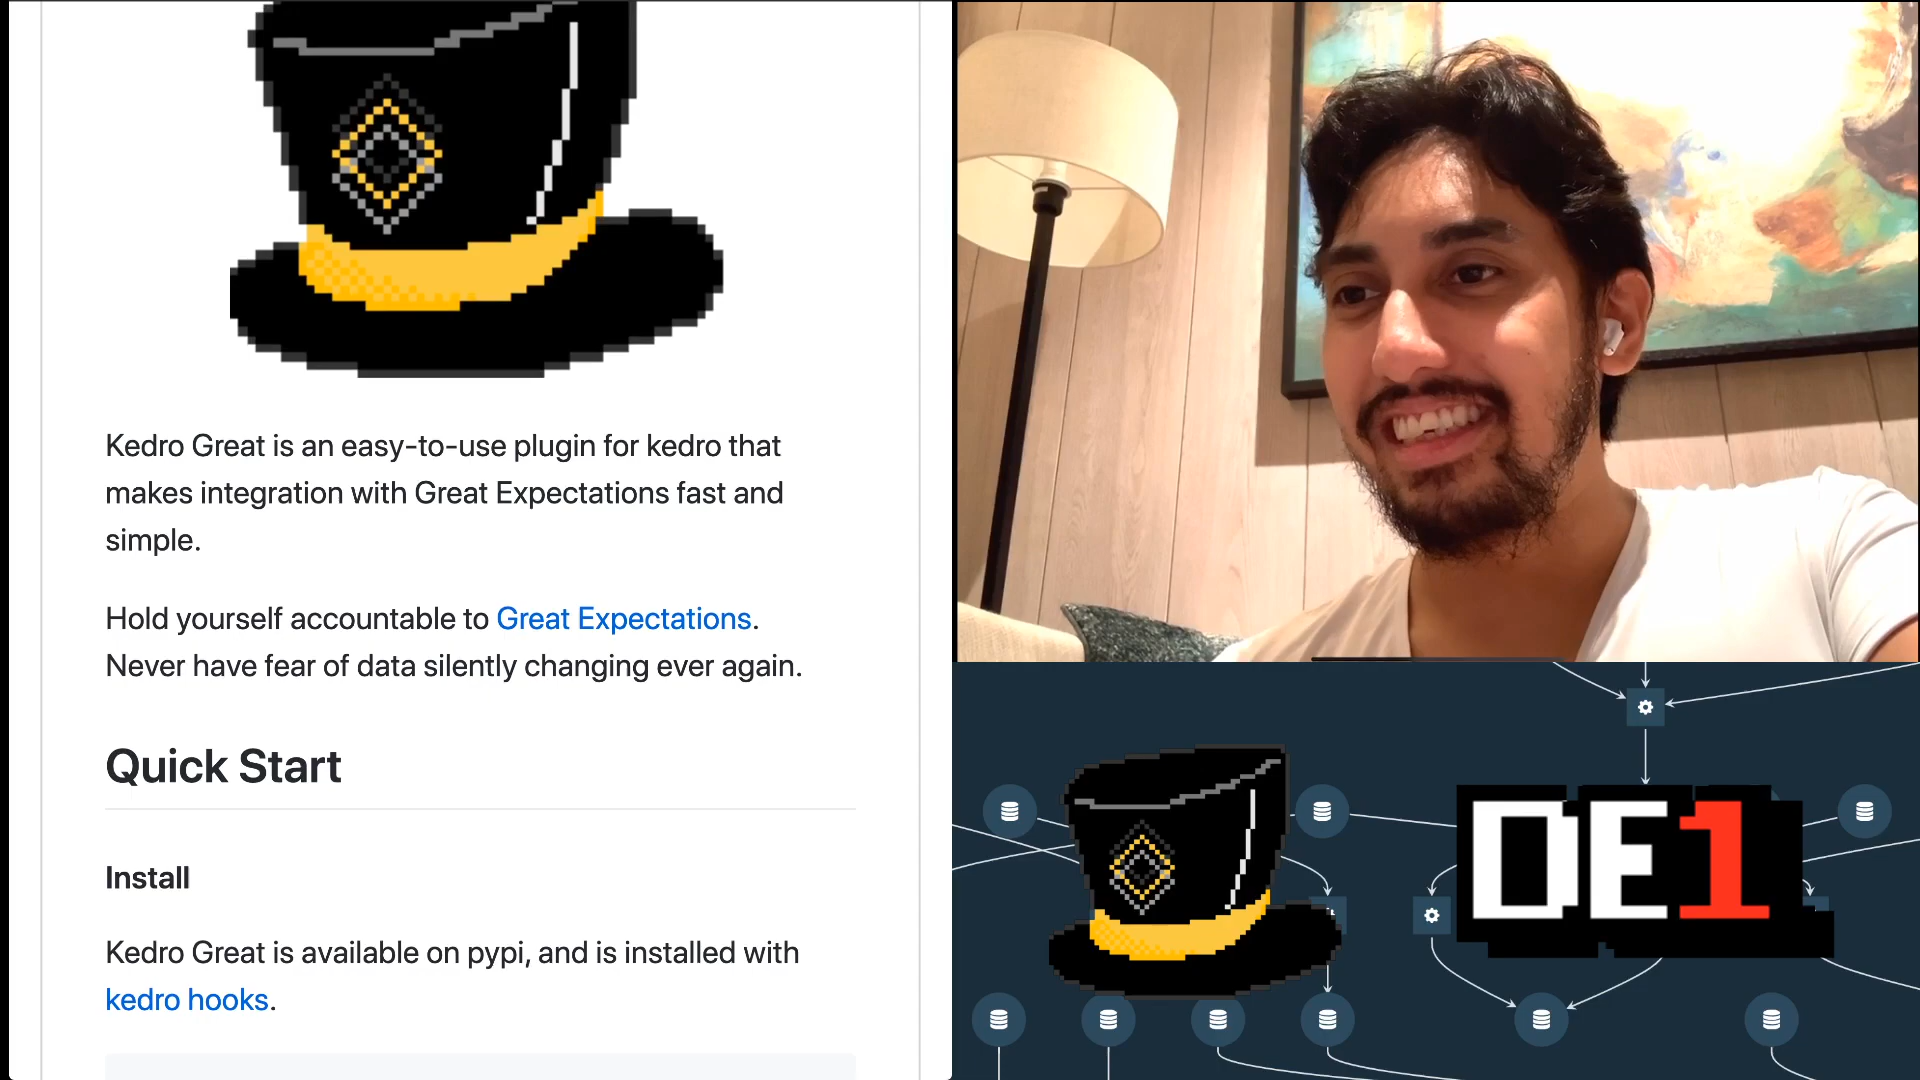 Kedro Great is an easy-to-use plugin for kedro that
makes integration with Great Expectations fast and
simple.
Hold yourself accountable to Great Expectations.
Never have fear of data silently changing ever again.
Quick Start
Install
Kedro Great is available on pypi, and is installed with
kedro hooks.
DE1